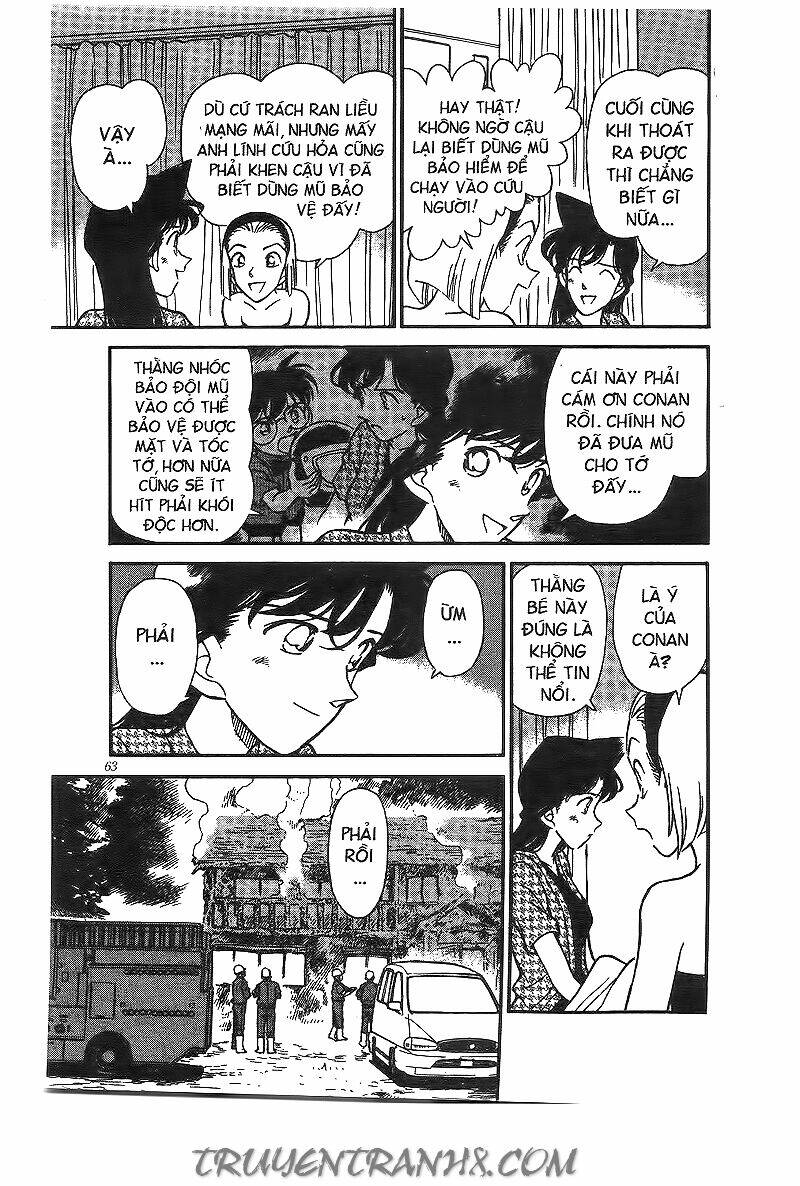 CUỐI CÙNG
KHI THOÁT
RA ĐƯỢC
THÌ CHẲNG
BIẾT GÌ
NỮA...
HAY THẬT!
KHÔNG NGỜ CẬU
LẠI BIẾT DÙNG MŨ
BẢO HIỂM ĐỂ
CHẠY VÀO CỨU
NGƯỜI!
DÙ CỨ TRÁCH RAN LIỀU
MẠNG MÃI, NHƯNG MẤY
ANH LÍNH CỨU HỎA CŨNG
PHẢI KHEN CẬU VÌ ĐÃ
BIẾT DÙNG MŨ BẢO
VỆ ĐẤY!
VẬY
À...
CÁI NÀY PHẢI
CÁM ƠN CONAN
RỒI. CHÍNH NÓ
ĐÃ ĐƯA MŨ
CHO TỚ
ĐẤY...
THẰNG NHÓC
BẢO ĐỘI MŨ
VÀO CÓ THỂ
BẢO VỆ ĐƯỢC
MẶT VÀ TÓC
TỚ, HƠN NỮA
CŨNG SẼ ÍT
HÍT PHẢI KHÓI
ĐỘC HƠN.
LÀ Ý
CỦA
CONAN
À?
THẰNG
BÉ NÀY
ĐÚNG LÀ
KHÔNG
THỂ TIN
NỔI.
ỪM
...
PHẢI
...
63
PHẢI
RỒI
...
TRUYENTRANH8.COM